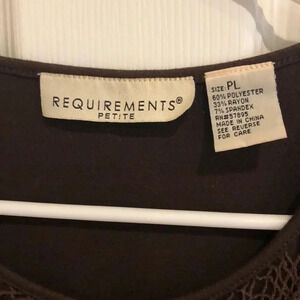 REQUIREMENTS®
PETITE
SIZE: PL
60% POLYESTER
33% RAYON
7% SPANDEX
RN#57895
MADE IN CHINA
SEE REVERSE
FOR CARE